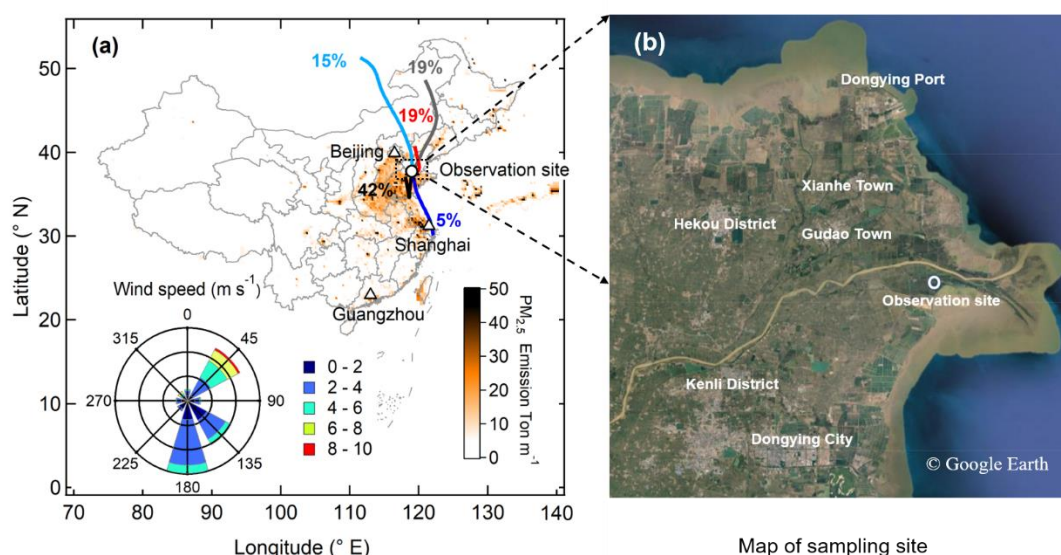 (a)
15%
19%
19%
Beijing
Observation site
42%
5%
Shanghai
Guangzhou
Latitude (° N)
50
40
30
20
10
0
Wind speed (m s⁻¹)
0
45
90
135
180
225
270
315
0 - 2
2 - 4
4 - 6
6 - 8
8 - 10
50
40
30
20
10
0
PM₂.₅ Emission Ton m⁻¹
70 80 90 100 110 120 130 140
Longitude (° E)
(b)
Dongying Port
Xianhe Town
Hekou District
Gudao Town
Observation site
Kenli District
Dongying City
© Google Earth
Map of sampling site